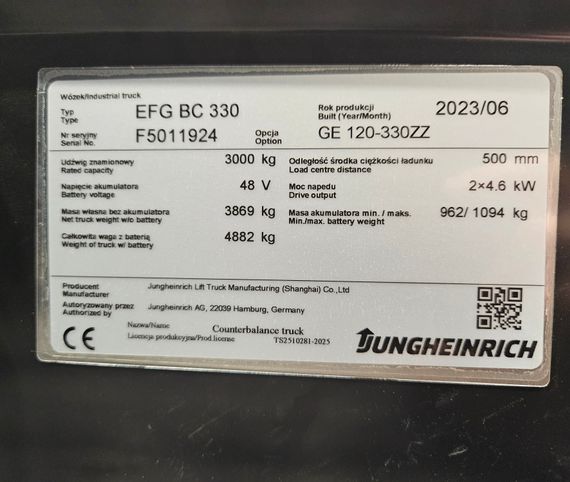 Wózek/Industrial truck
Typ EFG BC 330 Rok produkcji 2023/06
Type Built (Year/Month)
Nr seryjny F5011924 Opcja GE 120-330ZZ
Serial No. Option
Udźwig znamionowy 3000 kg Odległość środka ciężkości ładunku 500 mm
Rated capacity Load centre distance
Napięcie akumulatora 48 V Moc napędu 2×4.6 kW
Battery voltage Drive output
Masa własna bez akumulatora 3869 kg Masa akumulatora min. / maks. 962/ 1094 kg
Net truck weight w/o battery Min./max. battery weight
Całkowita waga z baterią 4882 kg
Weight of truck w/ battery
Producent Jungheinrich Lift Truck Manufacturing (Shanghai) Co.,Ltd
Manufacturer
Autoryzowany przez Jungheinrich AG, 22039 Hamburg, Germany
Authorized by
Nazwa/Name Counterbalance truck
CE Licencja produkcyjna/Prod.license TS2510281-2025
JUNGHEINRICH